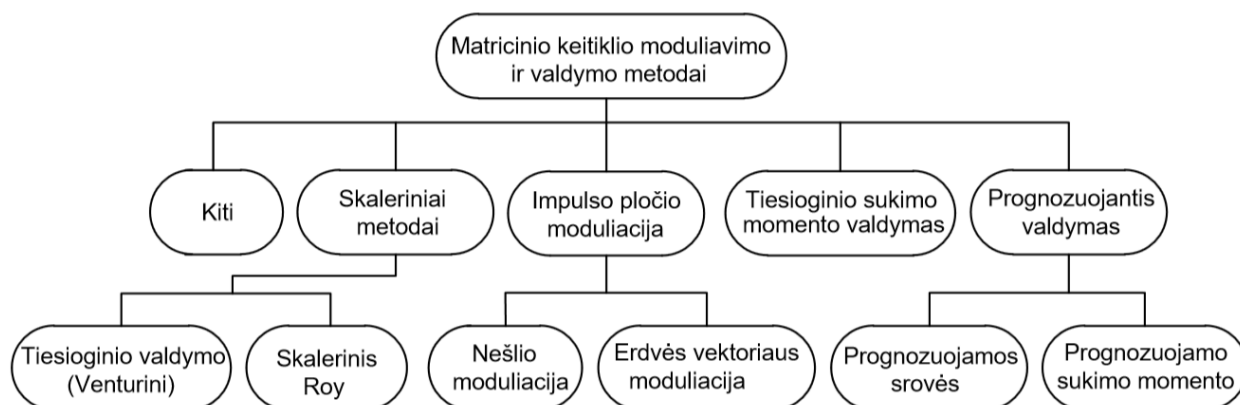 Matricinio keitiklio moduliavimo
ir valdymo metodai
Kiti
Skaleriniai
metodai
Impulso pločio
moduliacija
Tiesioginio sukimo
momento valdymas
Prognozuojantis
valdymas
Tiesioginio valdymo
(Venturini)
Skalerinis
Roy
Nešlio
moduliacija
Erdvės vektoriaus
moduliacija
Prognozuojamos
srovės
Prognozuojamo
sukimo momento